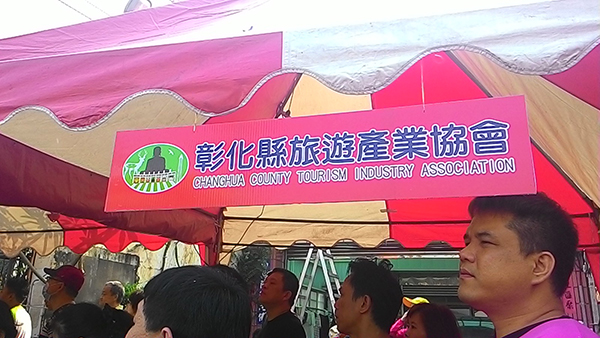 彰化縣旅遊產業協會
CHANGHUA COUNTY TOURISM INDUSTRY ASSOCIATION